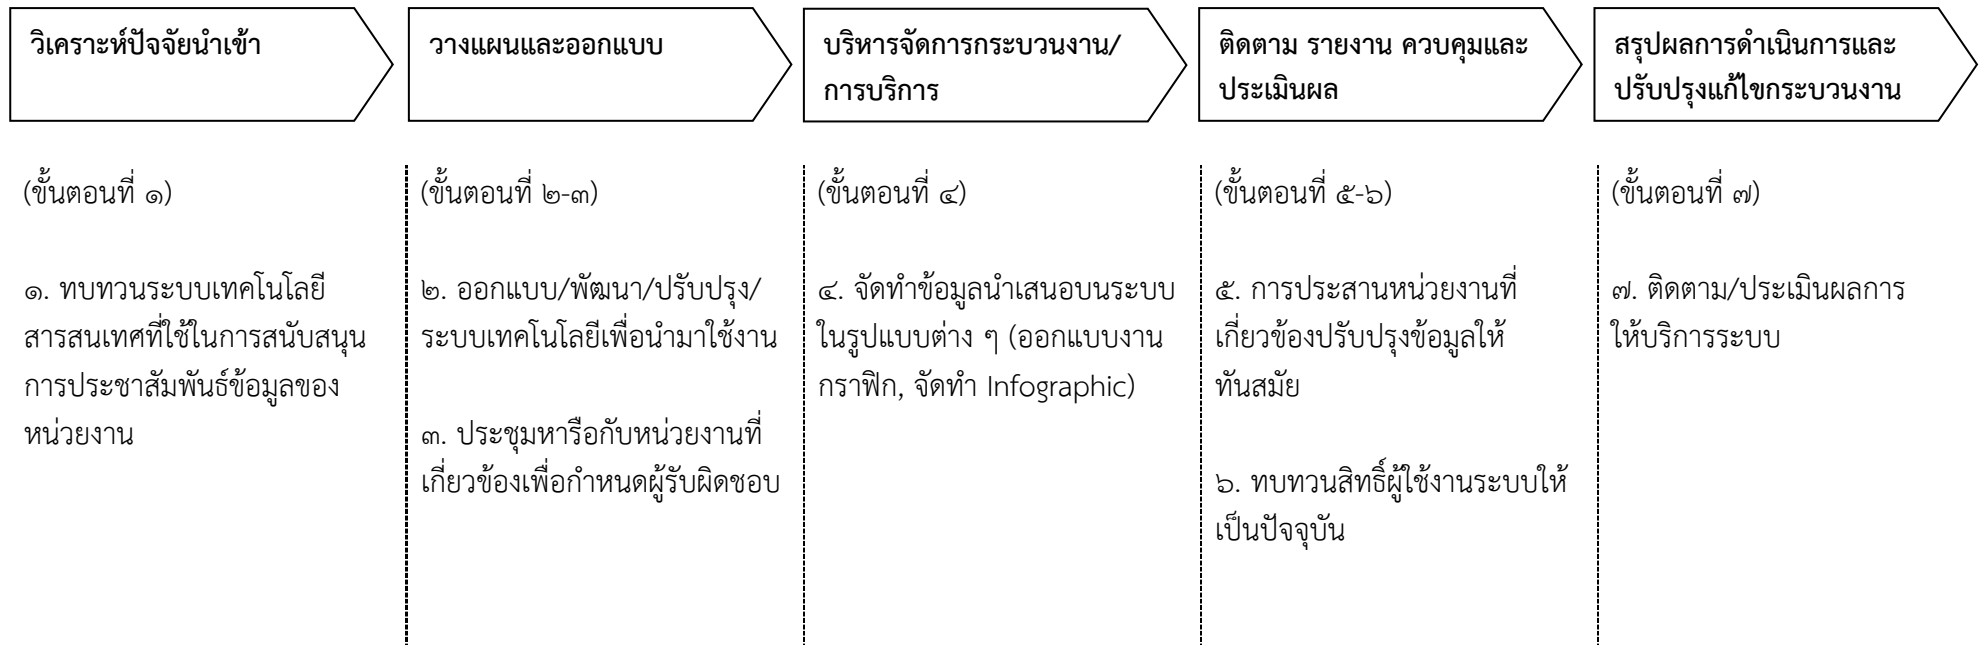 วิเคราะห์ปัจจัยนำเข้า
วางแผนและออกแบบ
บริหารจัดการกระบวนงาน/
การบริการ
ติดตาม รายงาน ควบคุมและ
ประเมินผล
สรุปผลการดำเนินการและ
ปรับปรุงแก้ไขกระบวนงาน
(ขั้นตอนที่ ๑)
๑. ทบทวนระบบเทคโนโลยี
สารสนเทศที่ใช้ในการสนับสนุน
การประชาสัมพันธ์ข้อมูลของ
หน่วยงาน
(ขั้นตอนที่ ๒-๓)
๒. ออกแบบ/พัฒนา/ปรับปรุง/
ระบบเทคโนโลยีเพื่อนำมาใช้งาน
๓. ประชุมหารือกับหน่วยงานที่
เกี่ยวข้องเพื่อกำหนดผู้รับผิดชอบ
(ขั้นตอนที่ ๔)
๔. จัดทำข้อมูลนำเสนอบนระบบ
ในรูปแบบต่าง ๆ (ออกแบบงาน
กราฟิก, จัดทำ Infographic)
(ขั้นตอนที่ ๕-๖)
๕. การประสานหน่วยงานที่
เกี่ยวข้องปรับปรุงข้อมูลให้
ทันสมัย
๖. ทบทวนสิทธิ์ผู้ใช้งานระบบให้
เป็นปัจจุบัน
(ขั้นตอนที่ ๗)
๗. ติดตาม/ประเมินผลการ
ให้บริการระบบ